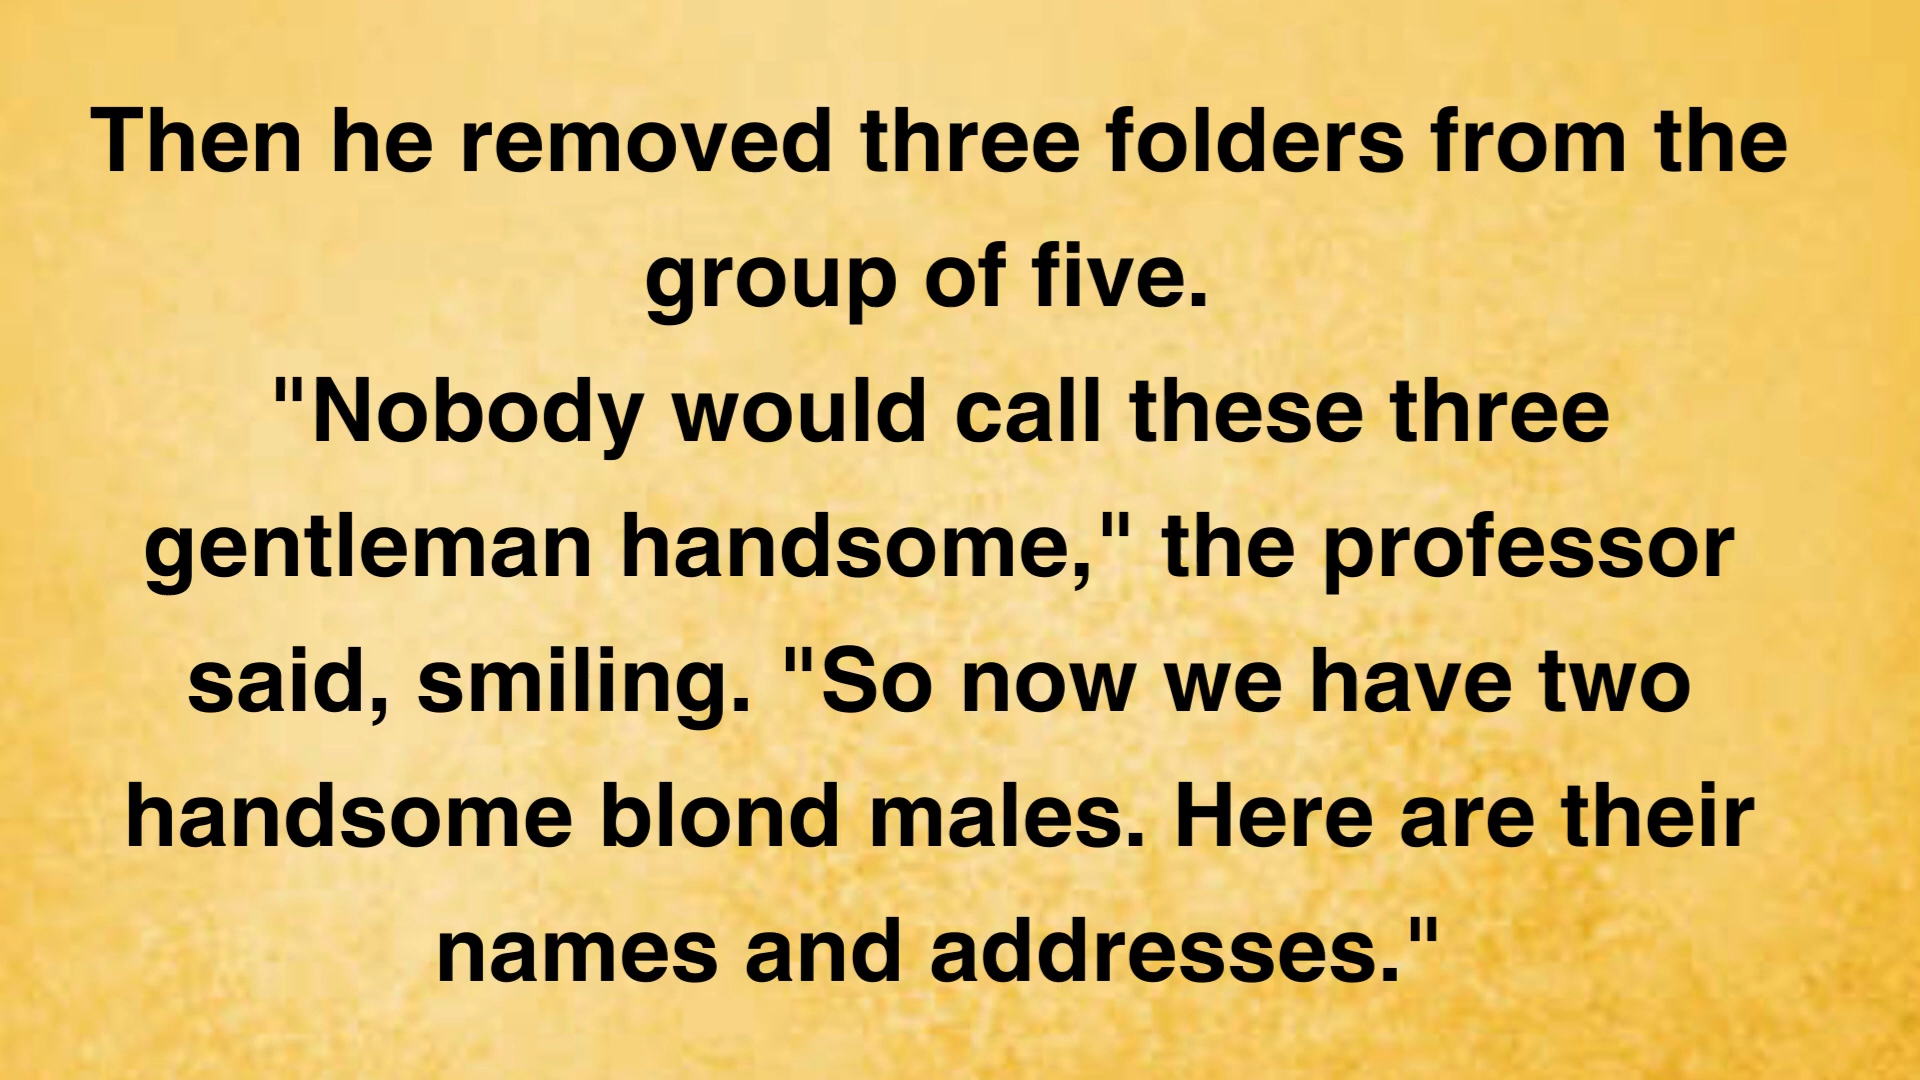 Then he removed three folders from the
group of five.
"Nobody would call these three
gentleman handsome," the professor
said, smiling. "So now we have two
handsome blond males. Here are their
names and addresses."